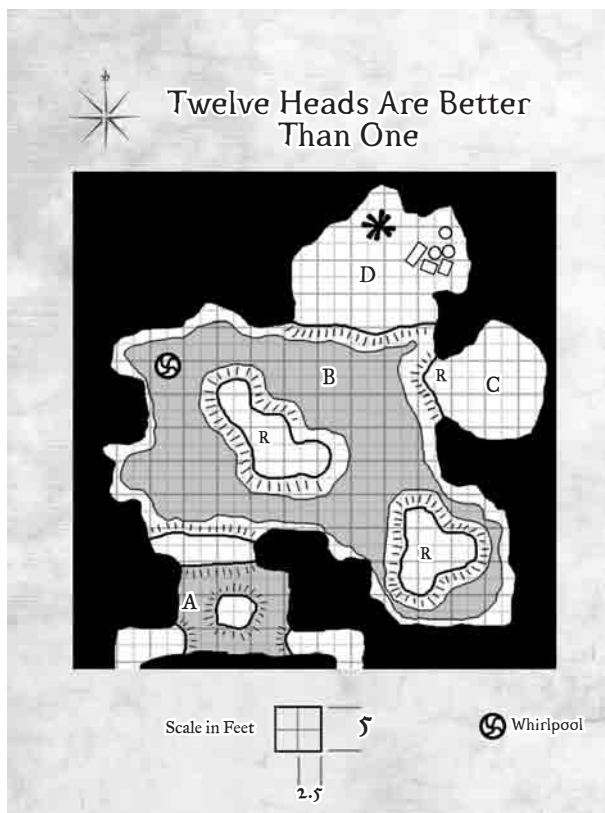 Twelve Heads Are Better
Than One
D
B
R
C
R
R
A
Scale in Feet
5
Whirlpool
2.5